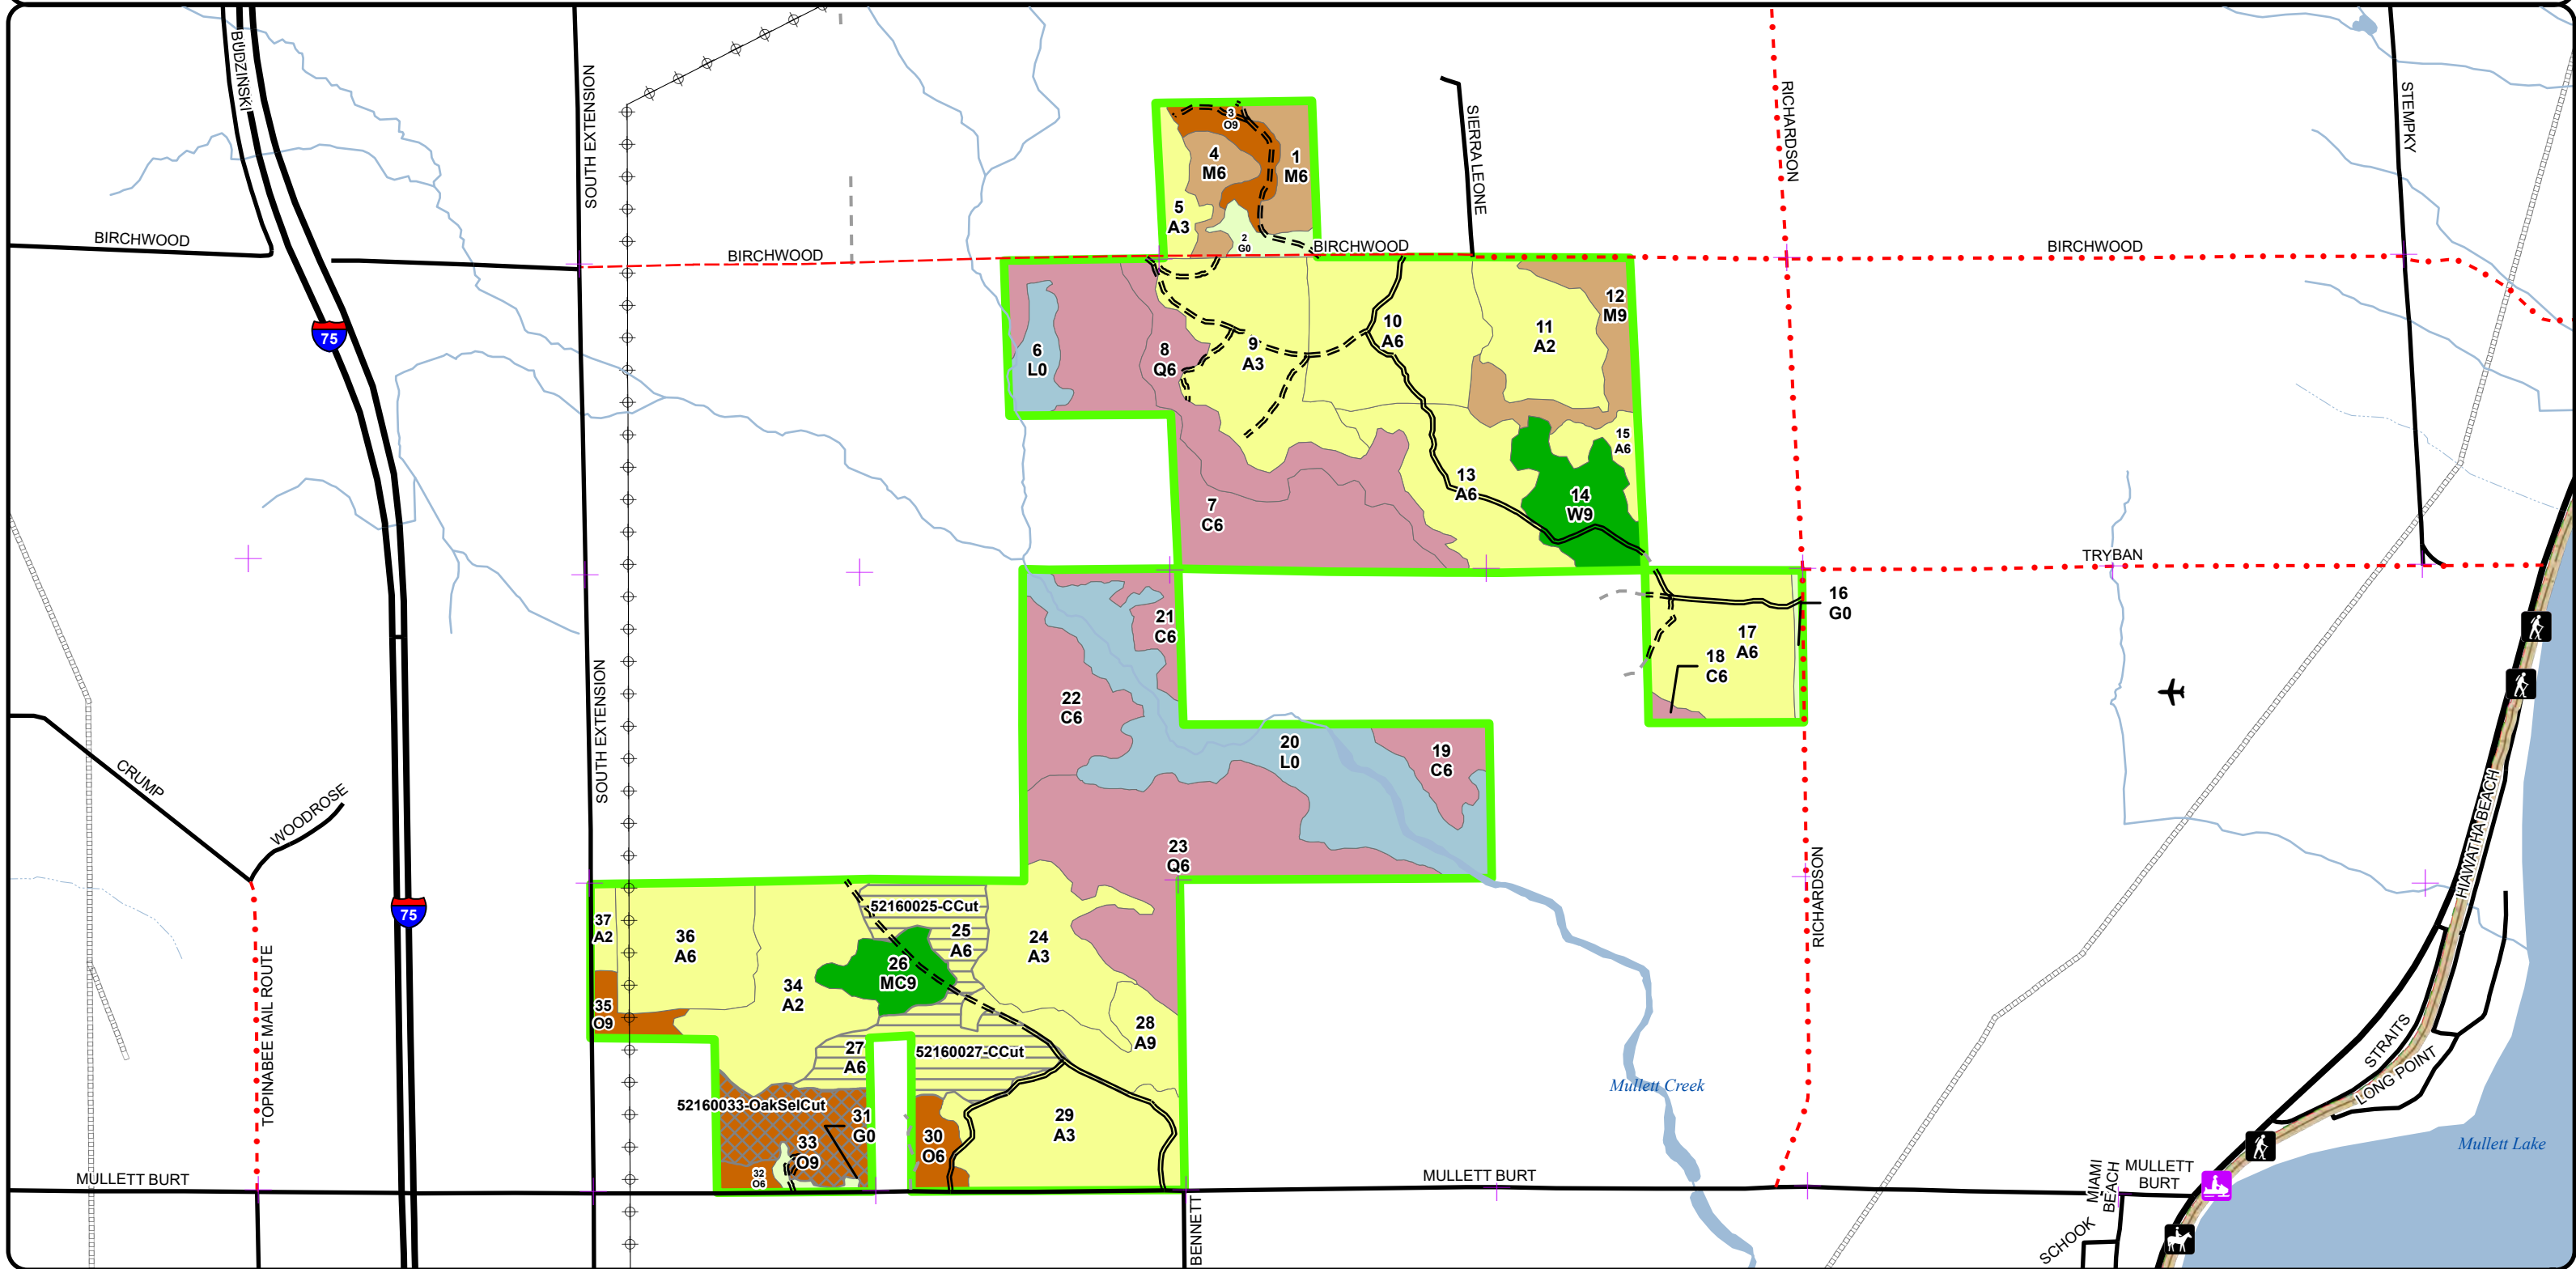 BUDZINSKI
SOUTH EXTENSION
SIERRA LEONE
RICHARDSON
STEMPKY
3
O9
4
M6
1
M6
5
A3
2
G0
BIRCHWOOD
BIRCHWOOD
BIRCHWOOD
BIRCHWOOD
75
6
L0
8
Q6
9
A3
10
A6
11
A2
12
M9
15
A6
13
A6
14
W9
7
C6
TRYBAN
16
G0
17
A6
18
C6
21
C6
22
C6
20
L0
19
C6
23
Q6
SOUTH EXTENSION
CRUMP
WOODROSE
HIAWATHA BEACH
RICHARDSON
75
37
A2
36
A6
52160025-CCut
25
A6
24
A3
26
MC9
34
A2
35
O9
28
A9
27
A6
52160027-CCut
TOPINABEE MAIL ROUTE
52160033-OakSelCut
31
G0
33
O9
32
O6
30
O6
29
A3
Mullett Creek
STRAITS
LONG POINT
Mullett Lake
MULLETT BURT
MULLETT BURT
MULLETT
BURT
MIAMI
BEACH
SCHOOK
BENNETT